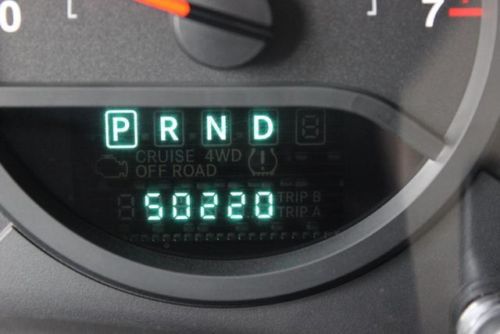 0 7
P R N D
CRUISE 4WD
OFF ROAD
50220 TRIP B
TRIP A